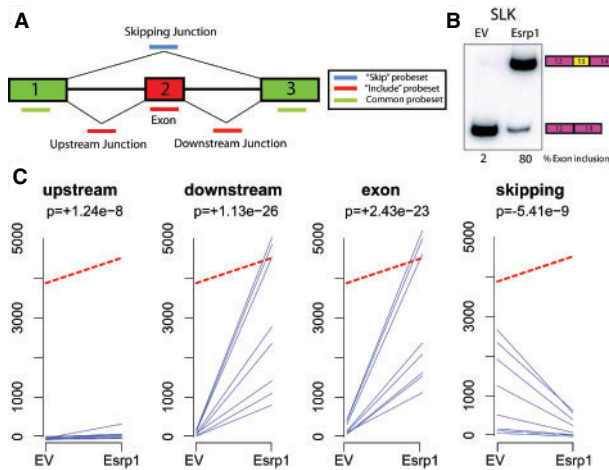 A
Skipping Junction
1
2
3
Exon
Upstream Junction
Downstream Junction
"Skip" probeset
"Include" probeset
Common probeset
B
SLK
EV
Esrp1
12
13
14
12
14
2
80
% Exon inclusion
C
upstream
p=+1.24e−8
5000
3000
1000
0
EV
Esrp1
downstream
p=+1.13e−26
5000
3000
1000
0
EV
Esrp1
exon
p=+2.43e−23
5000
3000
1000
0
EV
Esrp1
skipping
p=-5.41e−9
5000
3000
1000
0
EV
Esrp1